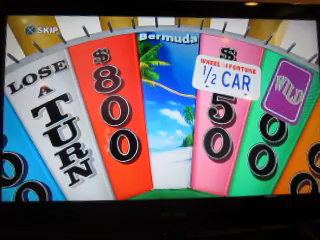 SKIP
LOSE
A
TURN
$800
Bermuda
$
50
WHEEL OF FORTUNE
1/2 CAR
WILD